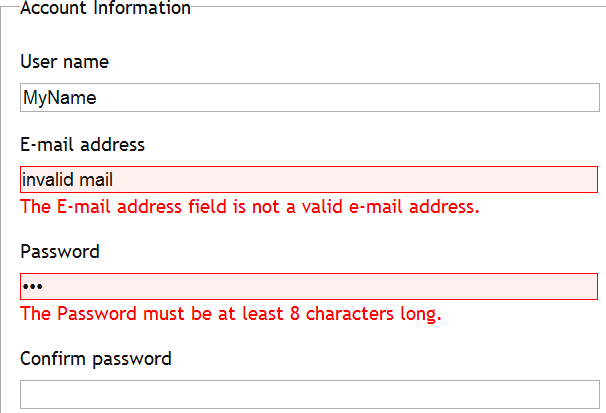 Account Information
User name
MyName
E-mail address
invalid mail
The E-mail address field is not a valid e-mail address.
Password
•••
The Password must be at least 8 characters long.
Confirm password